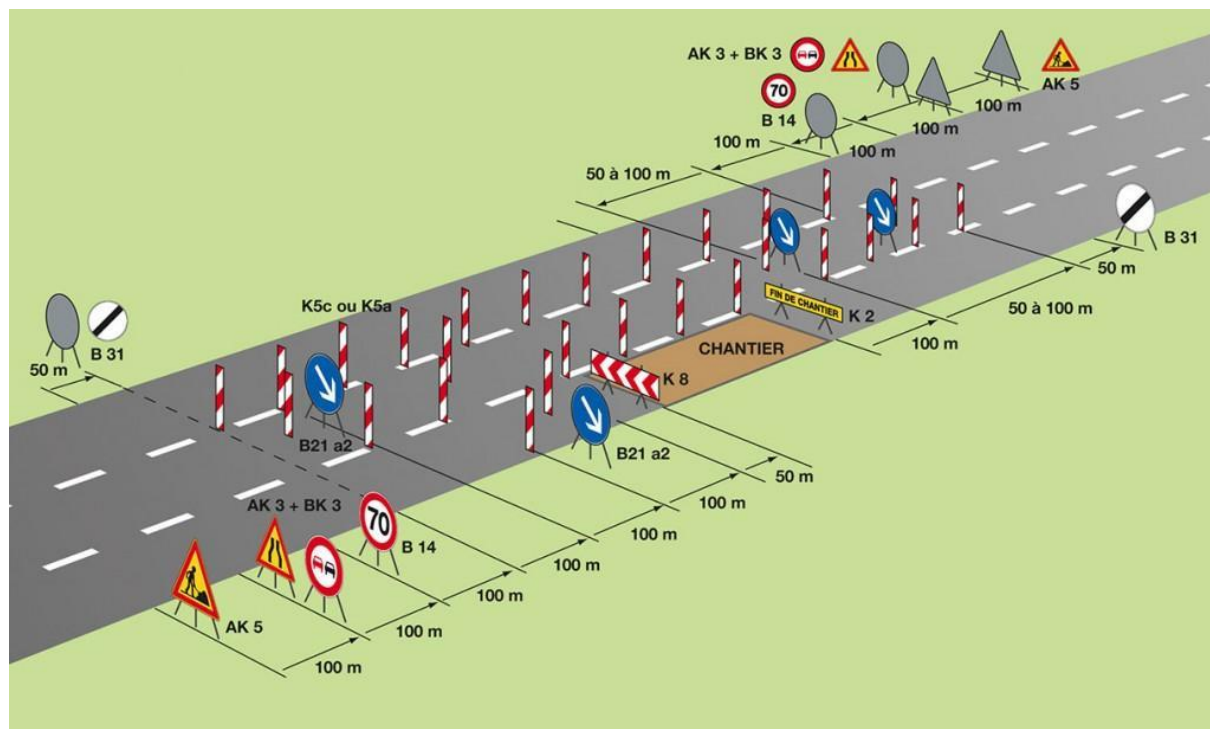 AK 3 + BK 3
AK 5
100 m
70
B 14
100 m
100 m
100 m
50 à 100 m
B 31
50 m
50 à 100 m
100 m
FIN DE CHANTIER
K 2
K5c ou K5a
CHANTIER
K 8
B 31
50 m
B21 a2
B21 a2
50 m
100 m
100 m
100 m
AK 3 + BK 3
70
B 14
100 m
100 m
AK 5
100 m